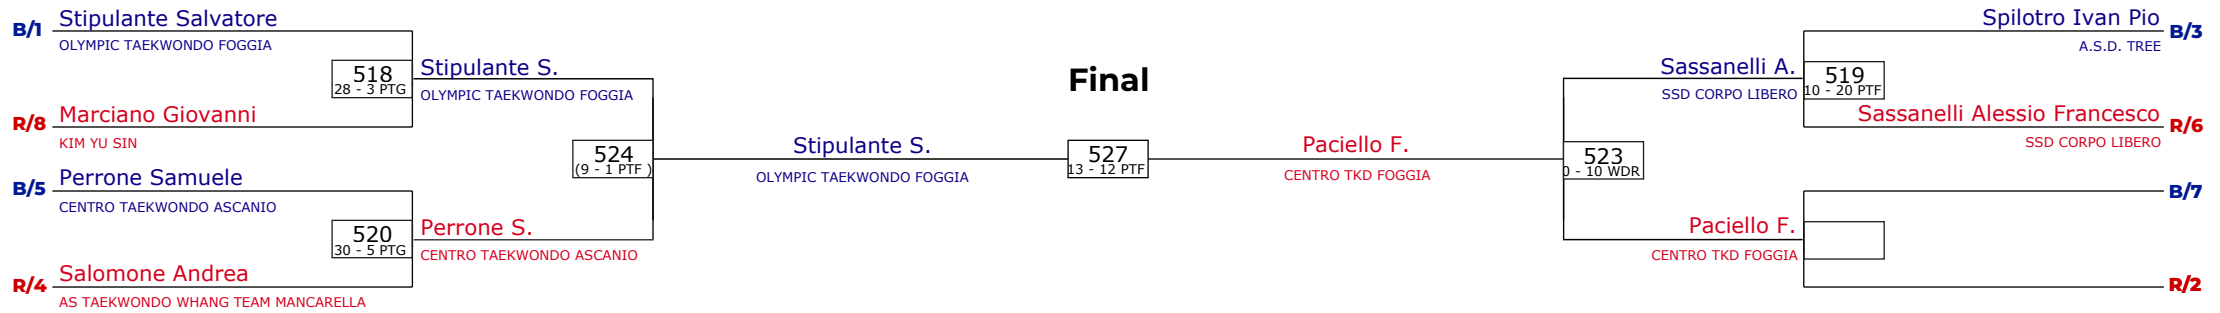 B/1
Stipulante Salvatore
OLYMPIC TAEKWONDO FOGGIA
518
28 - 3 PTG
R/8
Marciano Giovanni
KIM YU SIN
Stipulante S.
OLYMPIC TAEKWONDO FOGGIA
B/5
Perrone Samuele
CENTRO TAEKWONDO ASCANIO
520
30 - 5 PTG
R/4
Salomone Andrea
AS TAEKWONDO WHANG TEAM MANCARELLA
Perrone S.
CENTRO TAEKWONDO ASCANIO
524
(9 - 1 PTF )
Stipulante S.
OLYMPIC TAEKWONDO FOGGIA
Final
527
13 - 12 PTF
Paciello F.
CENTRO TKD FOGGIA
523
0 - 10 WDR
Sassanelli A.
SSD CORPO LIBERO
519
10 - 20 PTF
Spilotro Ivan Pio
B/3
A.S.D. TREE
Sassanelli Alessio Francesco
R/6
SSD CORPO LIBERO
Paciello F.
CENTRO TKD FOGGIA
B/7
R/2